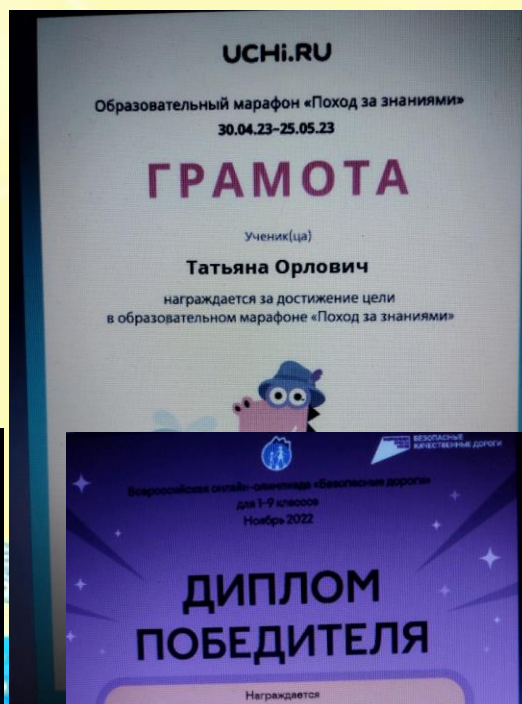 UCHi.RU
Образовательный марафон «Поход за знаниями»
30.04.23–25.05.23
ГРАМОТА
Ученик(ца)
Татьяна Орлович
награждается за достижение цели
в образовательном марафоне «Поход за знаниями»
БЕЗОПАСНЫЕ
КАЧЕСТВЕННЫЕ ДОРОГИ
Всероссийская онлайн-олимпиада «Безопасные дороги»
для 1–9 классов
Ноябрь 2022
ДИПЛОМ
ПОБЕДИТЕЛЯ
Награждается